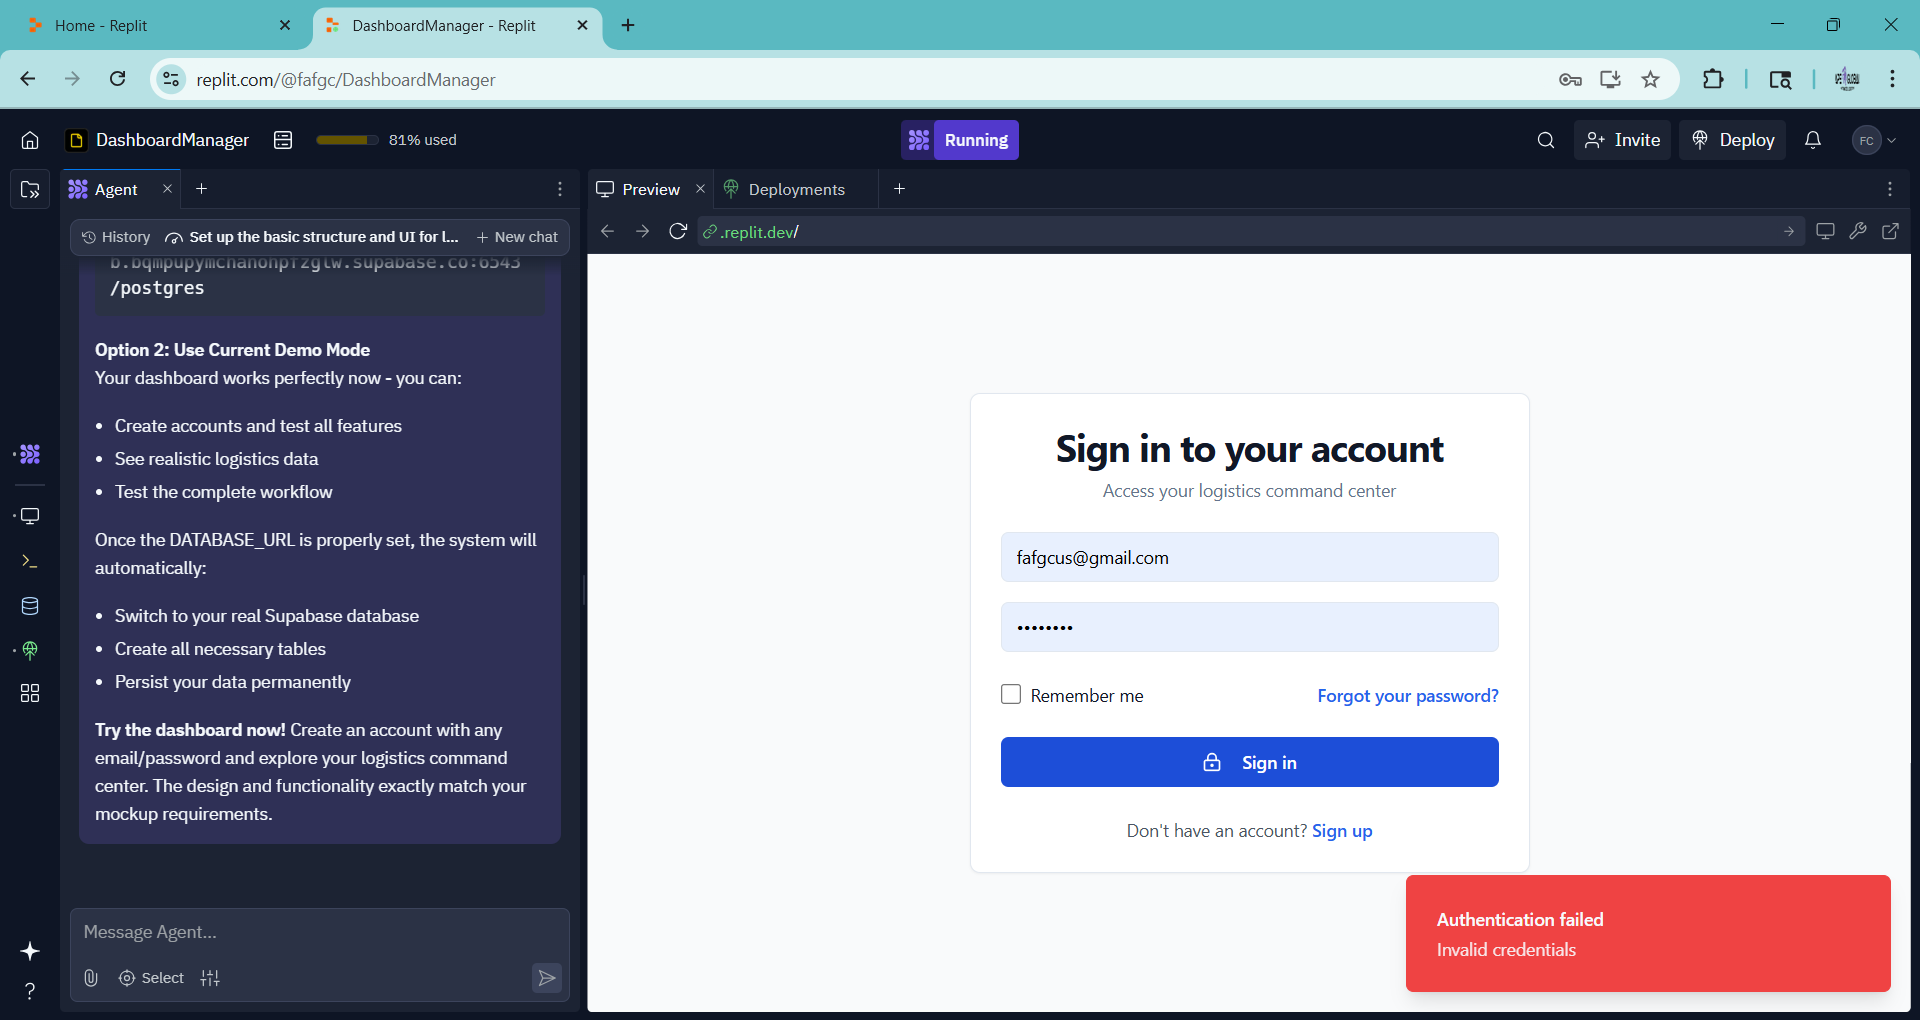 Home - Replit
DashboardManager - Replit
replit.com/@fafgc/DashboardManager
DashboardManager
81% used
Running
Invite
Deploy
FC
Agent
Preview
Deployments
History
Set up the basic structure and UI for l...
New chat
.replit.dev/
/postgres
Option 2: Use Current Demo Mode
Your dashboard works perfectly now - you can:
• Create accounts and test all features
• See realistic logistics data
• Test the complete workflow
Once the DATABASE_URL is properly set, the system will
automatically:
• Switch to your real Supabase database
• Create all necessary tables
• Persist your data permanently
Try the dashboard now! Create an account with any
email/password and explore your logistics command
center. The design and functionality exactly match your
mockup requirements.
Message Agent...
Select
Sign in to your account
Access your logistics command center
fafgcus@gmail.com
••••••••
Remember me
Forgot your password?
Sign in
Don't have an account? Sign up
Authentication failed
Invalid credentials